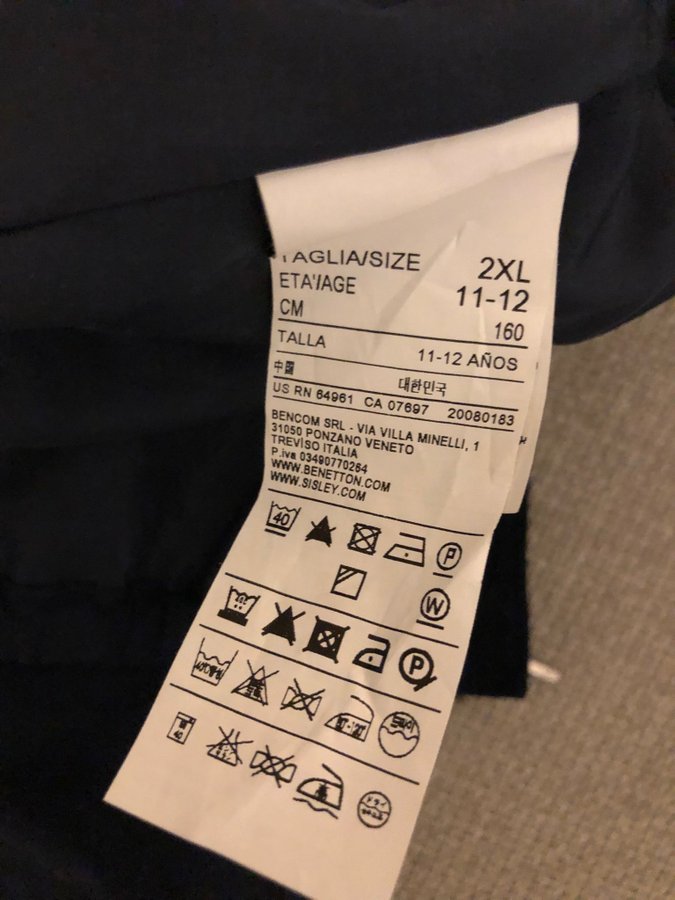 TAGLIA/SIZE 2XL
ETA'/AGE 11-12
CM 160
TALLA 11-12 AÑOS
中國 대한민국
US RN 64961 CA 07697 20080183
BENCOM SRL - VIA VILLA MINELLI, 1
31050 PONZANO VENETO
TREVISO ITALIA
P.iva 03490770264
WWW.BENETTON.COM
WWW.SISLEY.COM
40 P
W
P
40